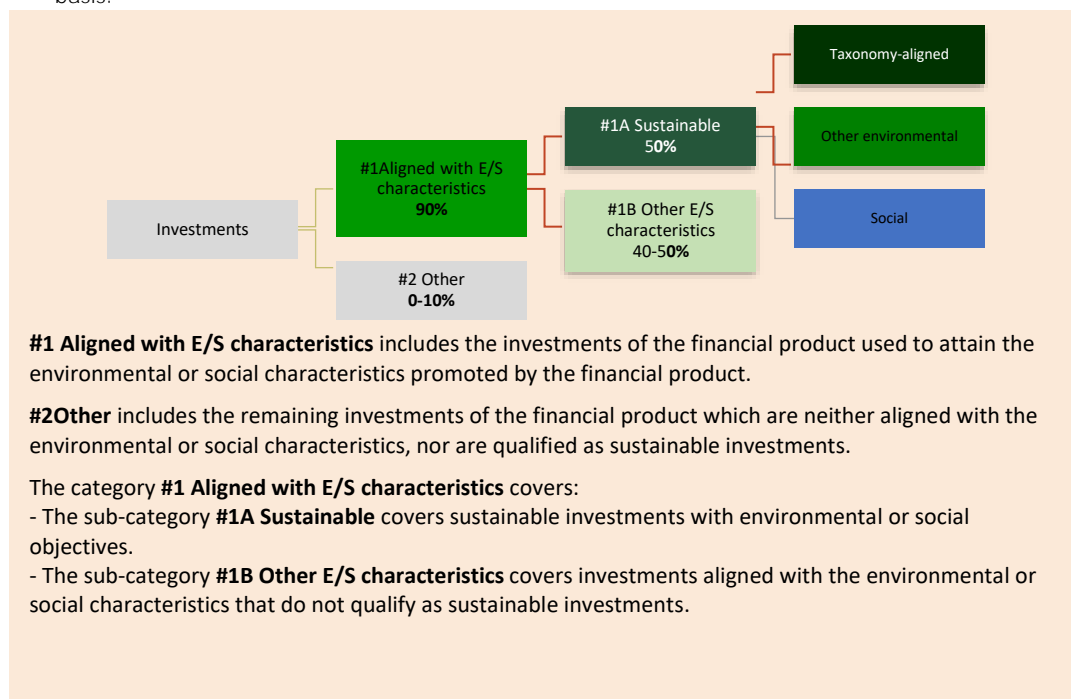 basis.
Taxonomy-aligned
#1A Sustainable
50%
Other environmental
#1Aligned with E/S
characteristics
90%
#1B Other E/S
characteristics
40-50%
Social
Investments
#2 Other
0-10%
#1 Aligned with E/S characteristics includes the investments of the financial product used to attain the
environmental or social characteristics promoted by the financial product.
#2Other includes the remaining investments of the financial product which are neither aligned with the
environmental or social characteristics, nor are qualified as sustainable investments.
The category #1 Aligned with E/S characteristics covers:
- The sub-category #1A Sustainable covers sustainable investments with environmental or social
objectives.
- The sub-category #1B Other E/S characteristics covers investments aligned with the environmental or
social characteristics that do not qualify as sustainable investments.